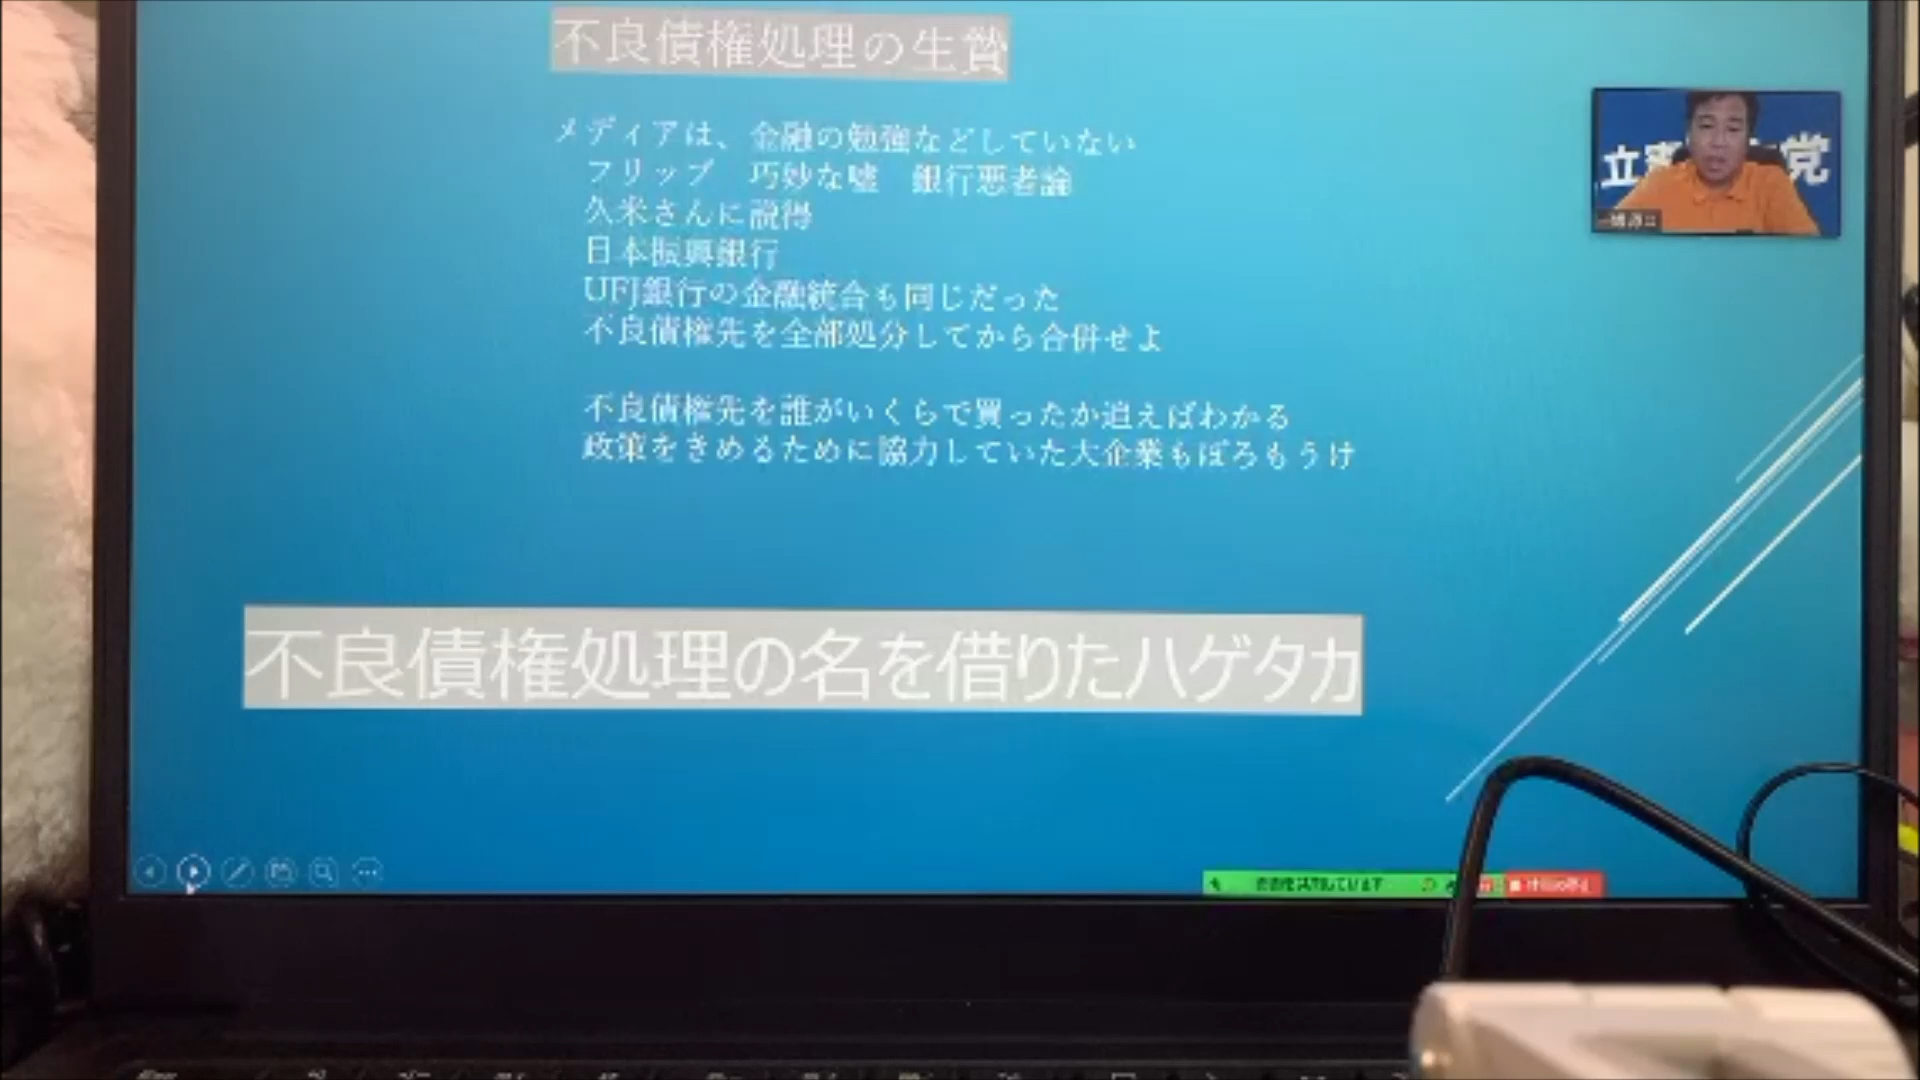 不良債権処理の生贄
メディアは、金融の勉強などしていない
フリップ 巧妙な嘘 銀行悪者論
久米さんに説得
日本振興銀行
UFJ銀行の金融統合も同じだった
不良債権先を全部処分してから合併せよ
不良債権先を誰がいくらで買ったか追えばわかる
政策をきめるために協力していた大企業もぼろもうけ
不良債権処理の名を借りたハゲタカ
立憲 党